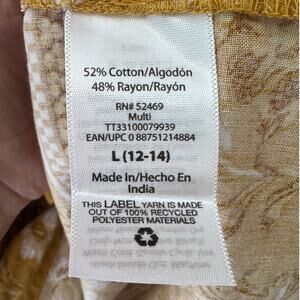 52% Cotton/Algodón
48% Rayon/Rayón
RN# 52469
Multi
TT33100079939
EAN/UPC 0 88751214884
L (12-14)
Made In/Hecho En
India
THIS LABEL YARN IS MADE
OUT OF 100% RECYCLED
POLYESTER MATERIALS